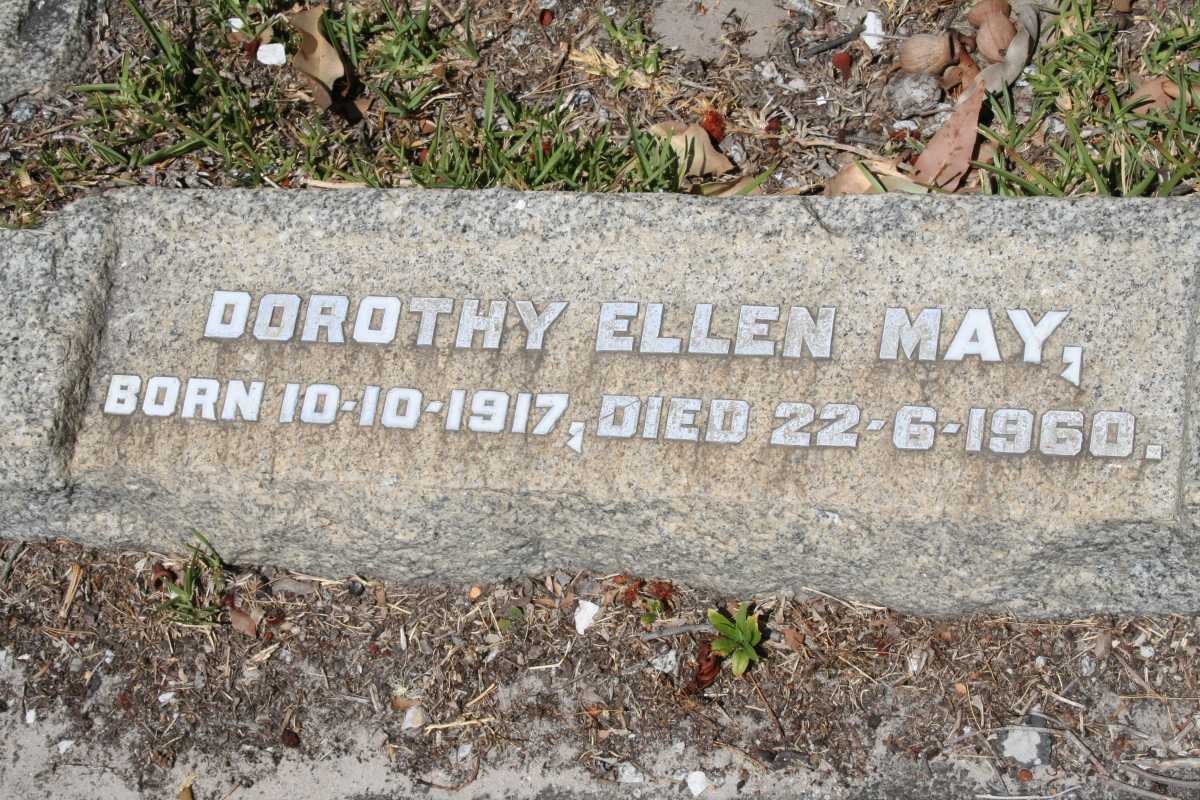 DOROTHY ELLEN MAY,
BORN 10-10-1917, DIED 22-6-1960.